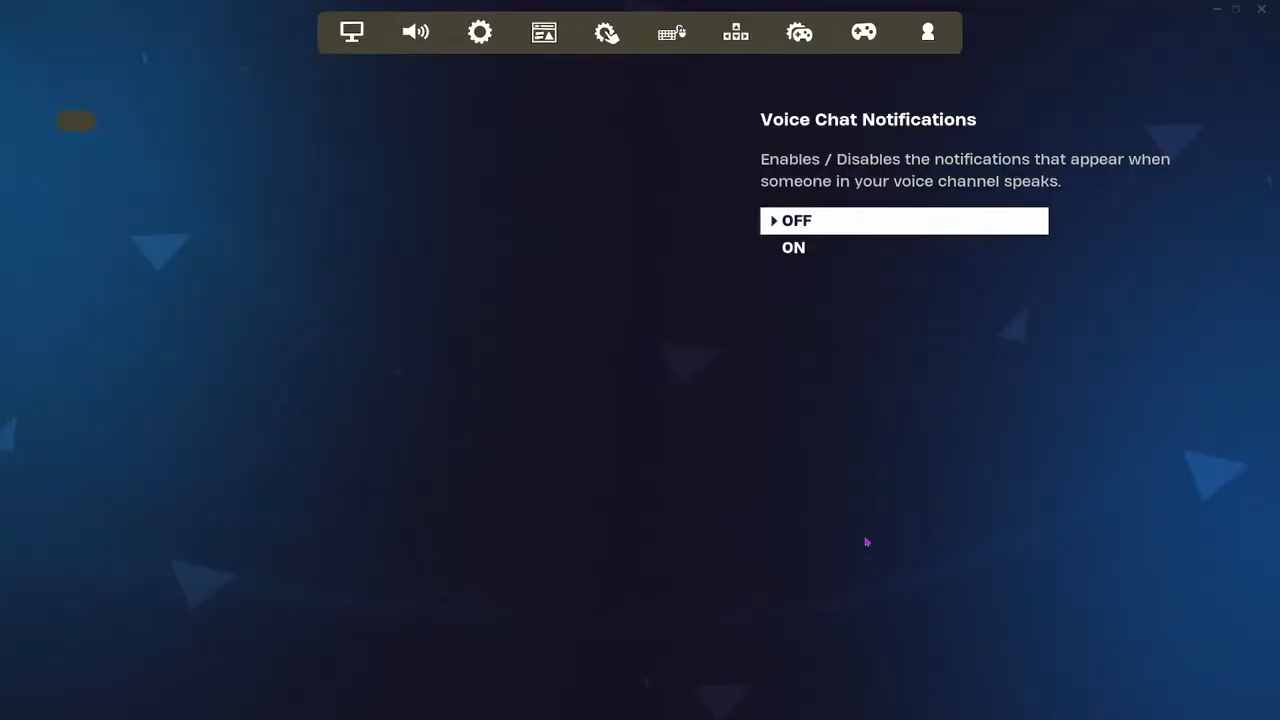 Voice Chat Notifications
Enables / Disables the notifications that appear when
someone in your voice channel speaks.
OFF
ON